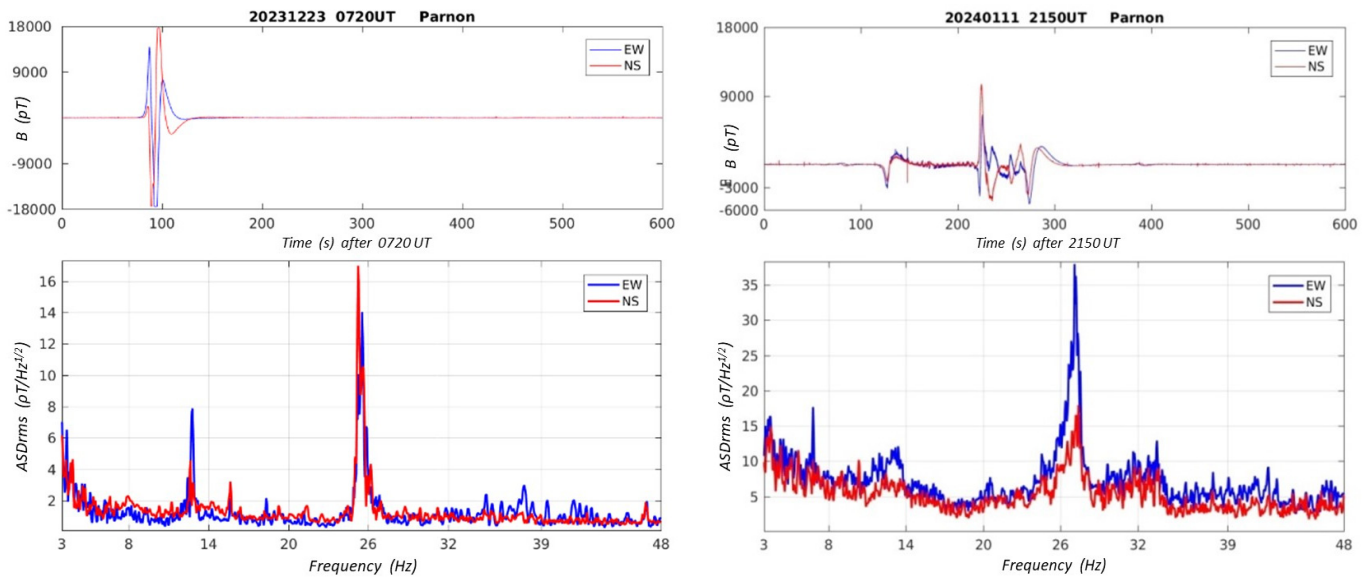 20231223 0720UT Parnon
18000
9000
0
-9000
-18000
B (pT)
EW
NS
0 100 200 300 400 500 600
Time (s) after 0720 UT
20240111 2150UT Parnon
18000
9000
0
-3000
-6000
B (pT)
EW
NS
0 100 200 300 400 500 600
Time (s) after 2150 UT
16
14
12
10
8
6
4
2
ASDrms (pT/Hz1/2)
EW
NS
3 8 14 20 26 32 39 48
Frequency (Hz)
35
30
25
20
15
10
5
ASDrms (pT/Hz1/2)
EW
NS
3 8 14 20 26 32 39 48
Frequency (Hz)